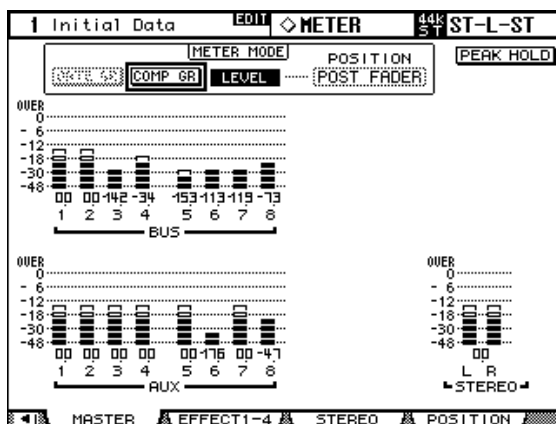 1 Initial Data EDIT ◇METER 44k ST ST-L-ST
METER MODE POSITION PEAK HOLD
GATE GR COMP GR LEVEL POST FADER
OVER
0
- 6
-12
-18
-30
-48
00 00 -142 -34 -153 -113 -119 -73
1 2 3 4 5 6 7 8
BUS
OVER OVER
0 0
- 6 - 6
-12 -12
-18 -18
-30 -30
-48 -48
00 00 00 00 00 -176 00 -47 00
1 2 3 4 5 6 7 8 L R
AUX STEREO
MASTER EFFECT1-4 STEREO POSITION